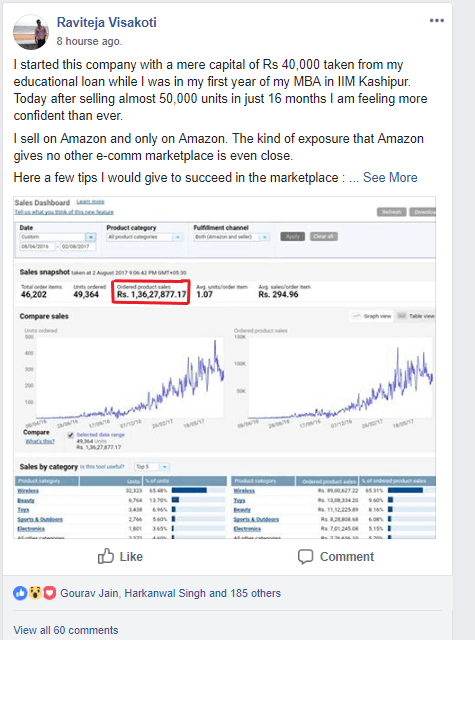 Raviteja Visakoti
8 hourse ago.
I started this company with a mere capital of Rs 40,000 taken from my
educational loan while I was in my first year of my MBA in IIM Kashipur.
Today after selling almost 50,000 units in just 16 months I am feeling more
confident than ever.
I sell on Amazon and only on Amazon. The kind of exposure that Amazon
gives no other e-comm marketplace is even close.
Here a few tips I would give to succeed in the marketplace : ... See More
Sales Dashboard Learn more
Tell us what you think of this new feature
Refresh Download
Date Product category Fulfillment channel
Custom All product categories Both (Amazon and seller) Apply Clear all
08/04/2016 - 02/08/2017
Sales snapshot taken at 2 August 2017 9:06:42 PM GMT+05:30
Total order items Units ordered Ordered product sales Avg. units/order item Avg. sales/order item
46,202 49,364 Rs. 1,36,27,877.17 1.07 Rs. 294.96
Compare sales Graph view Table view
Units ordered Ordered product sales
500 150K
400
300 100K
200 50K
100
Compare Selected date range
What's this? 49,364 Units
Rs. 1,36,27,877.17
Sales by category Is this tool useful? Top 5
Product category Units % of units Product category Ordered product sales % of ordered product sales
Wireless 32,323 65.48% Wireless Rs. 89,00,627.22 65.31%
Beauty 6,764 13.70% Beauty Rs. 13,08,334.20 9.60%
Toys 3,438 6.96% Toys Rs. 11,12,225.89 8.16%
Sports & Outdoors 2,766 5.60% Sports & Outdoors Rs. 8,28,808.68 6.08%
Electronics 1,801 3.65% Electronics Rs. 7,01,245.08 5.15%
All other categories All other categories
Like Comment
Gourav Jain, Harkanwal Singh and 185 others
View all 60 comments